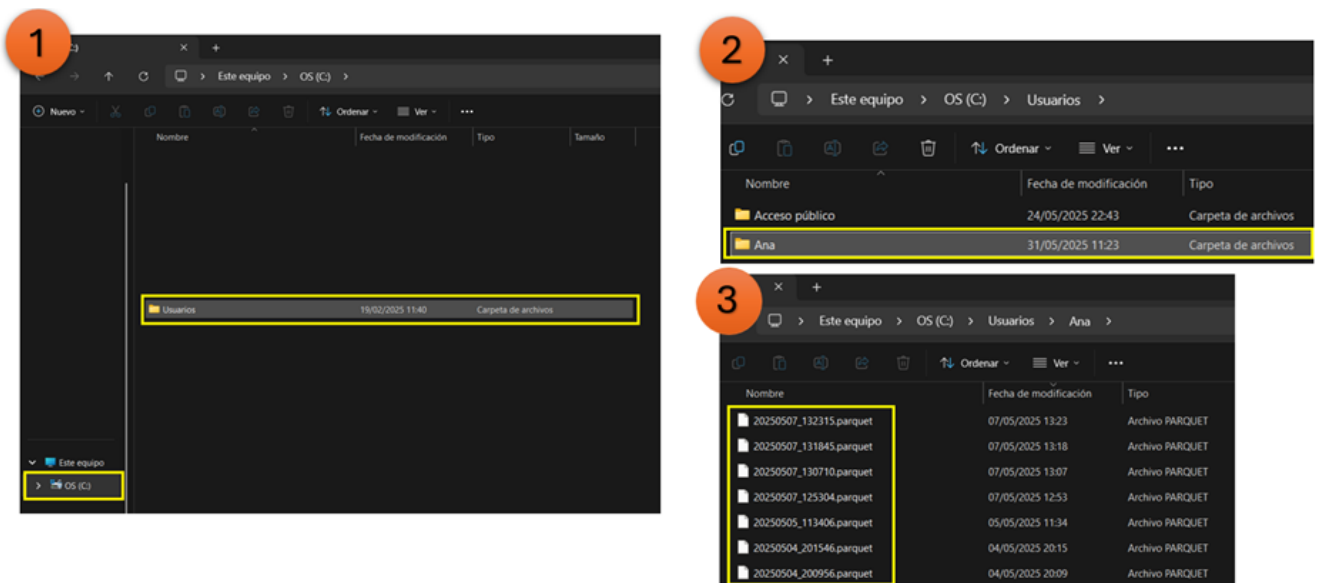 1
:)
Este equipo > OS (C:) >
Nuevo Ordenar Ver ...
Nombre Fecha de modificación Tipo Tamaño
Usuarios 19/02/2025 11:40 Carpeta de archivos
Este equipo
OS (C:)
2
Este equipo > OS (C:) > Usuarios >
Ordenar Ver ...
Nombre Fecha de modificación Tipo
Acceso público 24/05/2025 22:43 Carpeta de archivos
Ana 31/05/2025 11:23 Carpeta de archivos
3
Este equipo > OS (C:) > Usuarios > Ana >
Ordenar Ver ...
Nombre Fecha de modificación Tipo
20250507_132315.parquet 07/05/2025 13:23 Archivo PARQUET
20250507_131845.parquet 07/05/2025 13:18 Archivo PARQUET
20250507_130710.parquet 07/05/2025 13:07 Archivo PARQUET
20250507_125304.parquet 07/05/2025 12:53 Archivo PARQUET
20250505_113406.parquet 05/05/2025 11:34 Archivo PARQUET
20250504_201546.parquet 04/05/2025 20:15 Archivo PARQUET
20250504_200956.parquet 04/05/2025 20:09 Archivo PARQUET